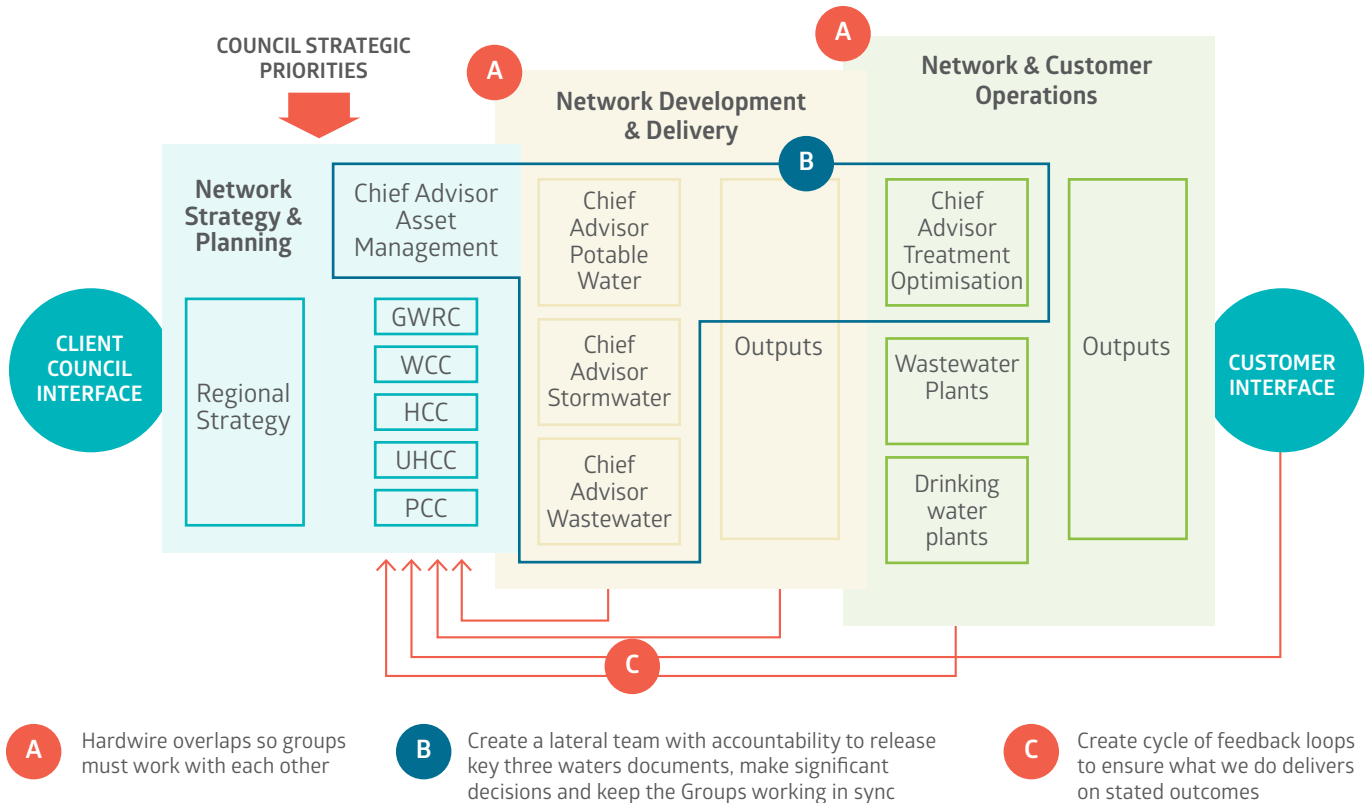 COUNCIL STRATEGIC
PRIORITIES
A
A
Network Strategy &
Planning
Network Development
& Delivery
Network & Customer
Operations
B
CLIENT
COUNCIL
INTERFACE
Regional
Strategy
Chief Advisor
Asset
Management
GWRC
WCC
HCC
UHCC
PCC
Chief
Advisor
Potable
Water
Chief
Advisor
Stormwater
Chief
Advisor
Wastewater
Outputs
Chief
Advisor
Treatment
Optimisation
Wastewater
Plants
Drinking
water
plants
Outputs
CUSTOMER
INTERFACE
C
A
Hardwire overlaps so groups
must work with each other
B
Create a lateral team with accountability to release
key three waters documents, make significant
decisions and keep the Groups working in sync
C
Create cycle of feedback loops
to ensure what we do delivers
on stated outcomes